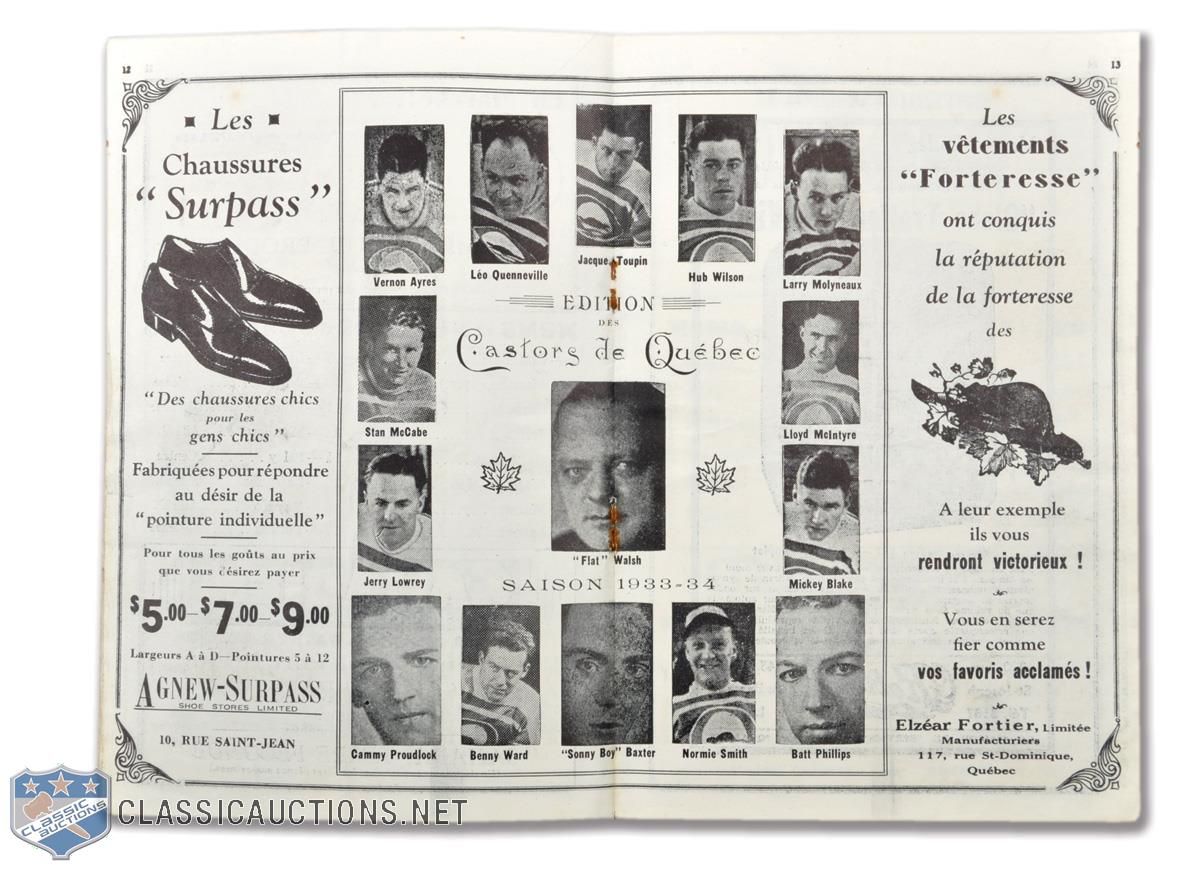 12
Les
Chaussures
"Surpass"
"Des chaussures chics
pour les
gens chics"
Fabriquées pour répondre
au désir de la
"pointure individuelle"
Pour tous les goûts au prix
que vous désirez payer
$5.00—$7.00—$9.00
Largeurs A à D—Pointures 5 à 12
AGNEW-SURPASS
SHOE STORES LIMITED
10, RUE SAINT-JEAN
Vernon Ayres
Léo Quenneville
Jacques Toupin
Hub Wilson
Larry Molyneaux
EDITION
DES
Castors de Québec
Stan McCabe
Lloyd McIntyre
"Flat" Walsh
Jerry Lowrey
Mickey Blake
SAISON 1933-34
Cammy Proudlock
Benny Ward
"Sonny Boy" Baxter
Normie Smith
Batt Phillips
13
Les
vêtements
"Forteresse"
ont conquis
la réputation
de la forteresse
des
A leur exemple
ils vous
rendront victorieux !
Vous en serez
fier comme
vos favoris acclamés !
Elzéar Fortier, Limitée
Manufacturiers
117, rue St-Dominique,
Québec
CLASSIC
AUCTIONS
CLASSICAUCTIONS.NET